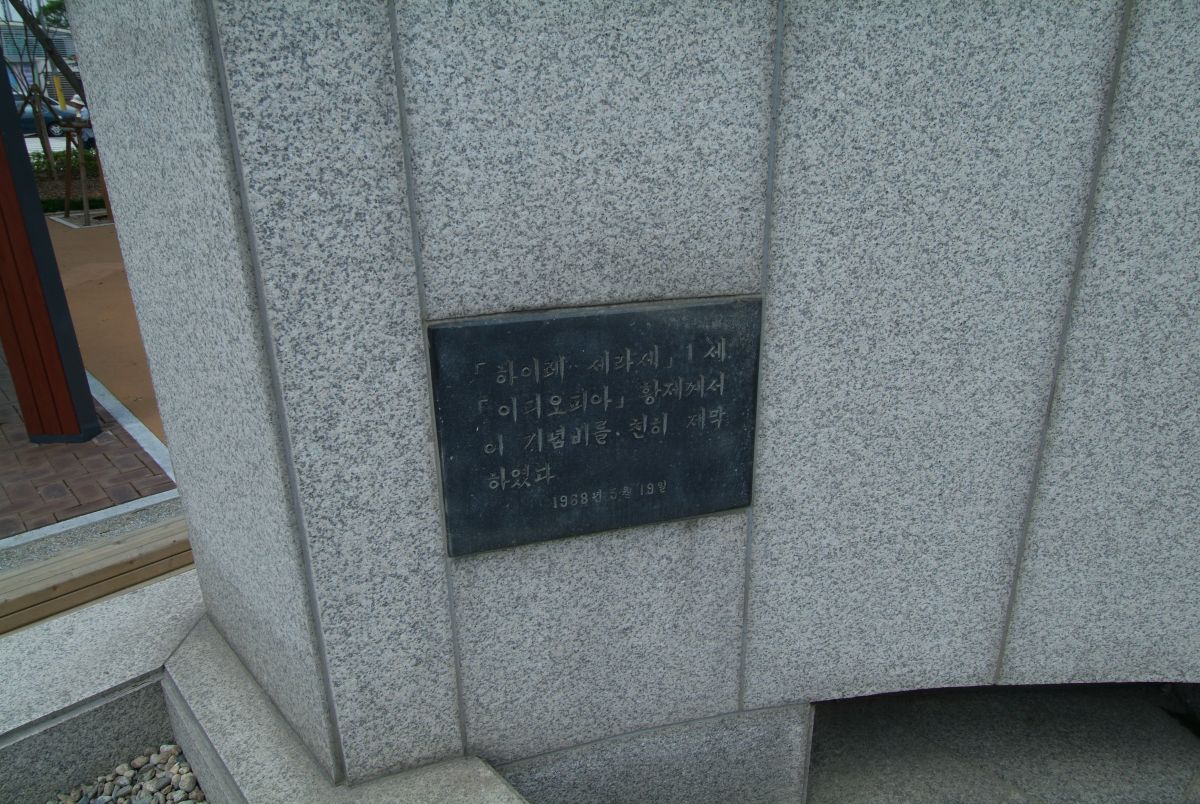 「하이레·세라세」1세
「이디오피아」황제께서
이 기념비를 친히 제막
하였다
1968년 5월 19일